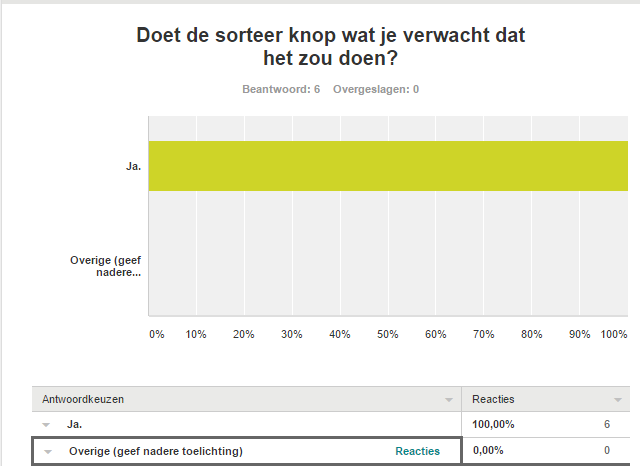 Doet de sorteer knop wat je verwacht dat
het zou doen?
Beantwoord: 6 Overgeslagen: 0
Ja.
Overige (geef
nadere...
0% 10% 20% 30% 40% 50% 60% 70% 80% 90% 100%
Antwoordkeuzen Reacties
Ja. 100,00% 6
Overige (geef nadere toelichting) Reacties 0,00% 0